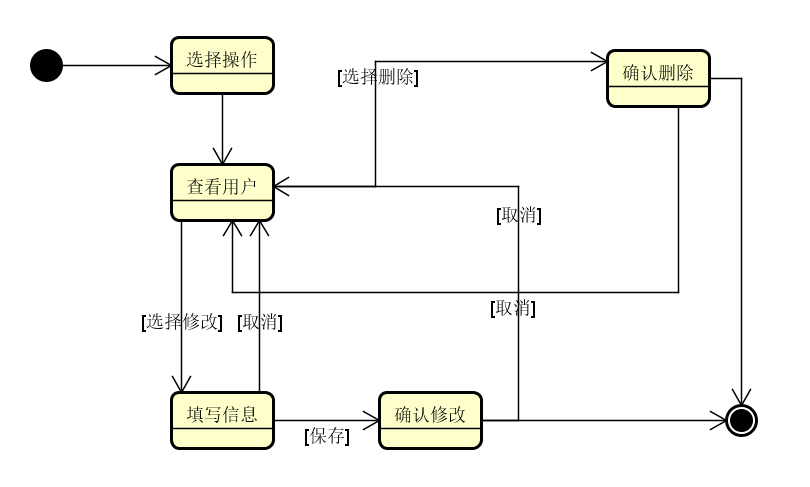 选择操作
[选择删除]
确认删除
查看用户
[取消]
[取消]
[选择修改]
[取消]
填写信息
[保存]
确认修改